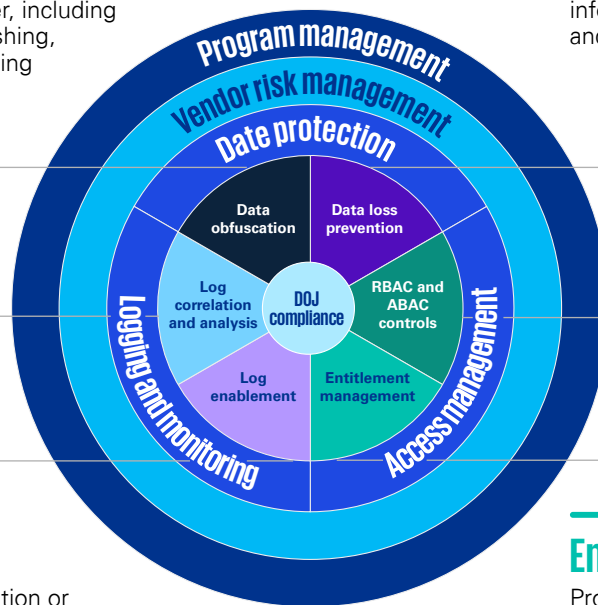 er, including
shing,
ing
info
and
Program management
Vendor risk management
Date protection
Data
obfuscation
Data loss
prevention
Log
correlation
and analysis
DOJ
compliance
RBAC and
ABAC
controls
Log
enablement
Entitlement
management
Logging and monitoring
Access management
En
Pro
tion or